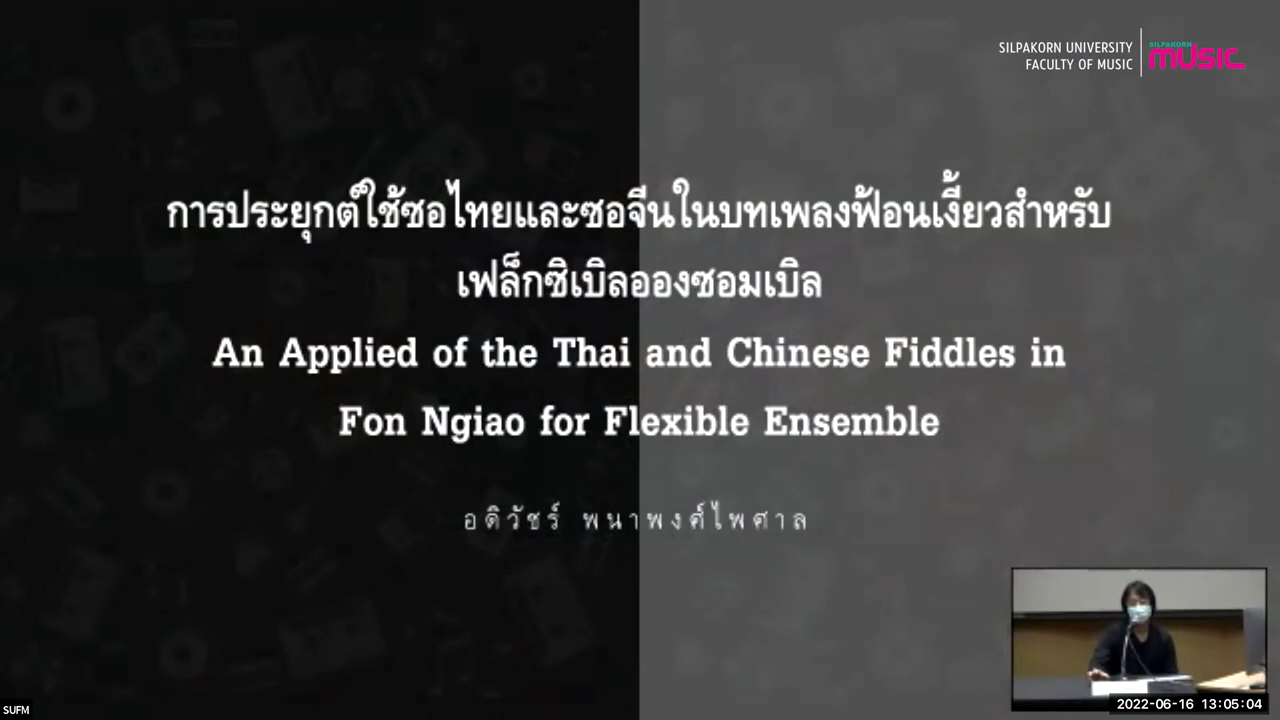 SILPAKORN UNIVERSITY
FACULTY OF MUSIC
SILPAKORN
MUSIC
การประยุกต์ใช้ซอไทยและซอจีนในบทเพลงฟ้อนเงี้ยวสำหรับ
เฟล็กซิเบิลอองซอมเบิล
An Applied of the Thai and Chinese Fiddles in
Fon Ngiao for Flexible Ensemble
อติวัชร์ พนาพงศ์ไพศาล
SUFM
2022-06-16 13:05:04